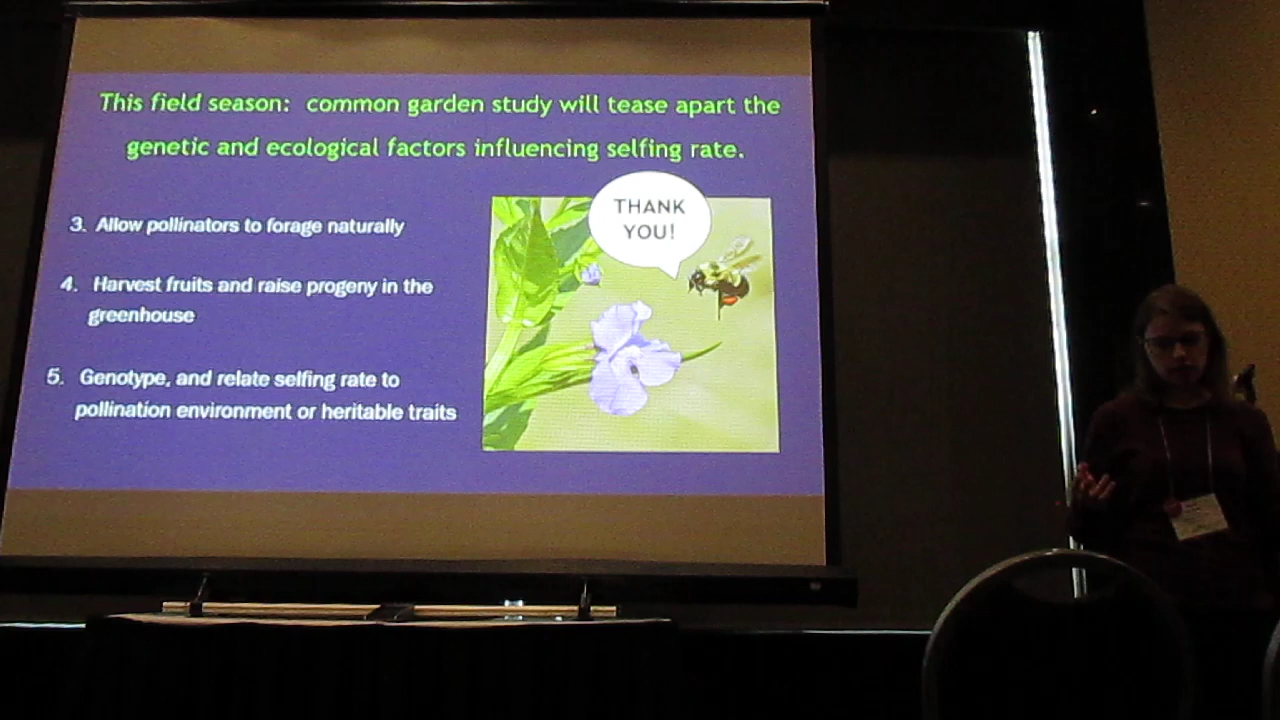 This field season: common garden study will tease apart the
genetic and ecological factors influencing selfing rate.
3. Allow pollinators to forage naturally
4. Harvest fruits and raise progeny in the
greenhouse
5. Genotype, and relate selfing rate to
pollination environment or heritable traits
THANK
YOU!